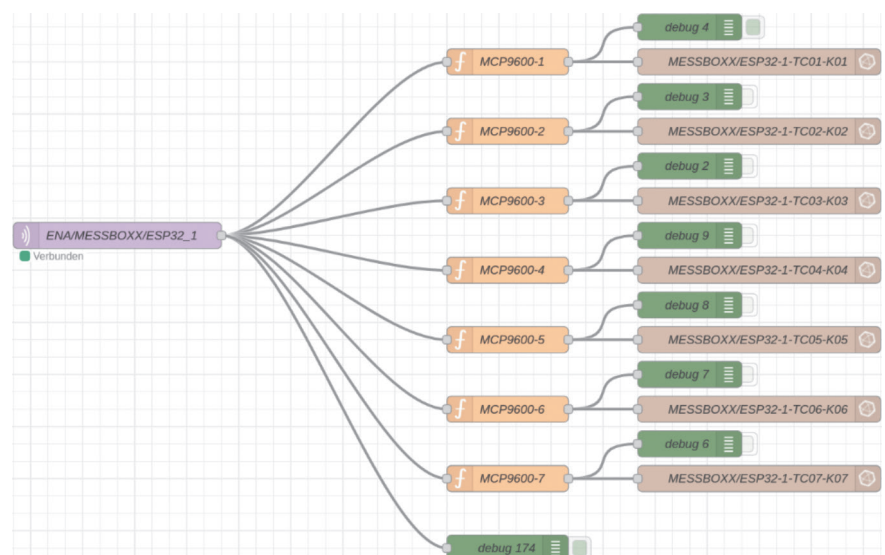 debug 4
MCP9600-1
MESSBOXX/ESP32-1-TC01-K01
debug 3
MCP9600-2
MESSBOXX/ESP32-1-TC02-K02
debug 2
MCP9600-3
MESSBOXX/ESP32-1-TC03-K03
ENA/MESSBOXX/ESP32_1
Verbunden
debug 9
MCP9600-4
MESSBOXX/ESP32-1-TC04-K04
debug 8
MCP9600-5
MESSBOXX/ESP32-1-TC05-K05
debug 7
MCP9600-6
MESSBOXX/ESP32-1-TC06-K06
debug 6
MCP9600-7
MESSBOXX/ESP32-1-TC07-K07
debug 174